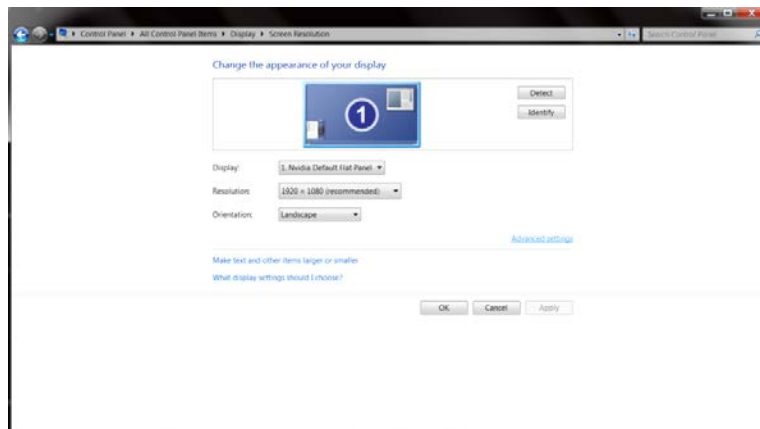 Control Panel ▸ All Control Panel Items ▸ Display ▸ Screen Resolution
Search Control Panel
Change the appearance of your display
1
Detect
Identify
Display: 1. Nvidia Default Flat Panel
Resolution: 1920 × 1080 (recommended)
Orientation: Landscape
Advanced settings
Make text and other items larger or smaller
What display settings should I choose?
OK Cancel Apply